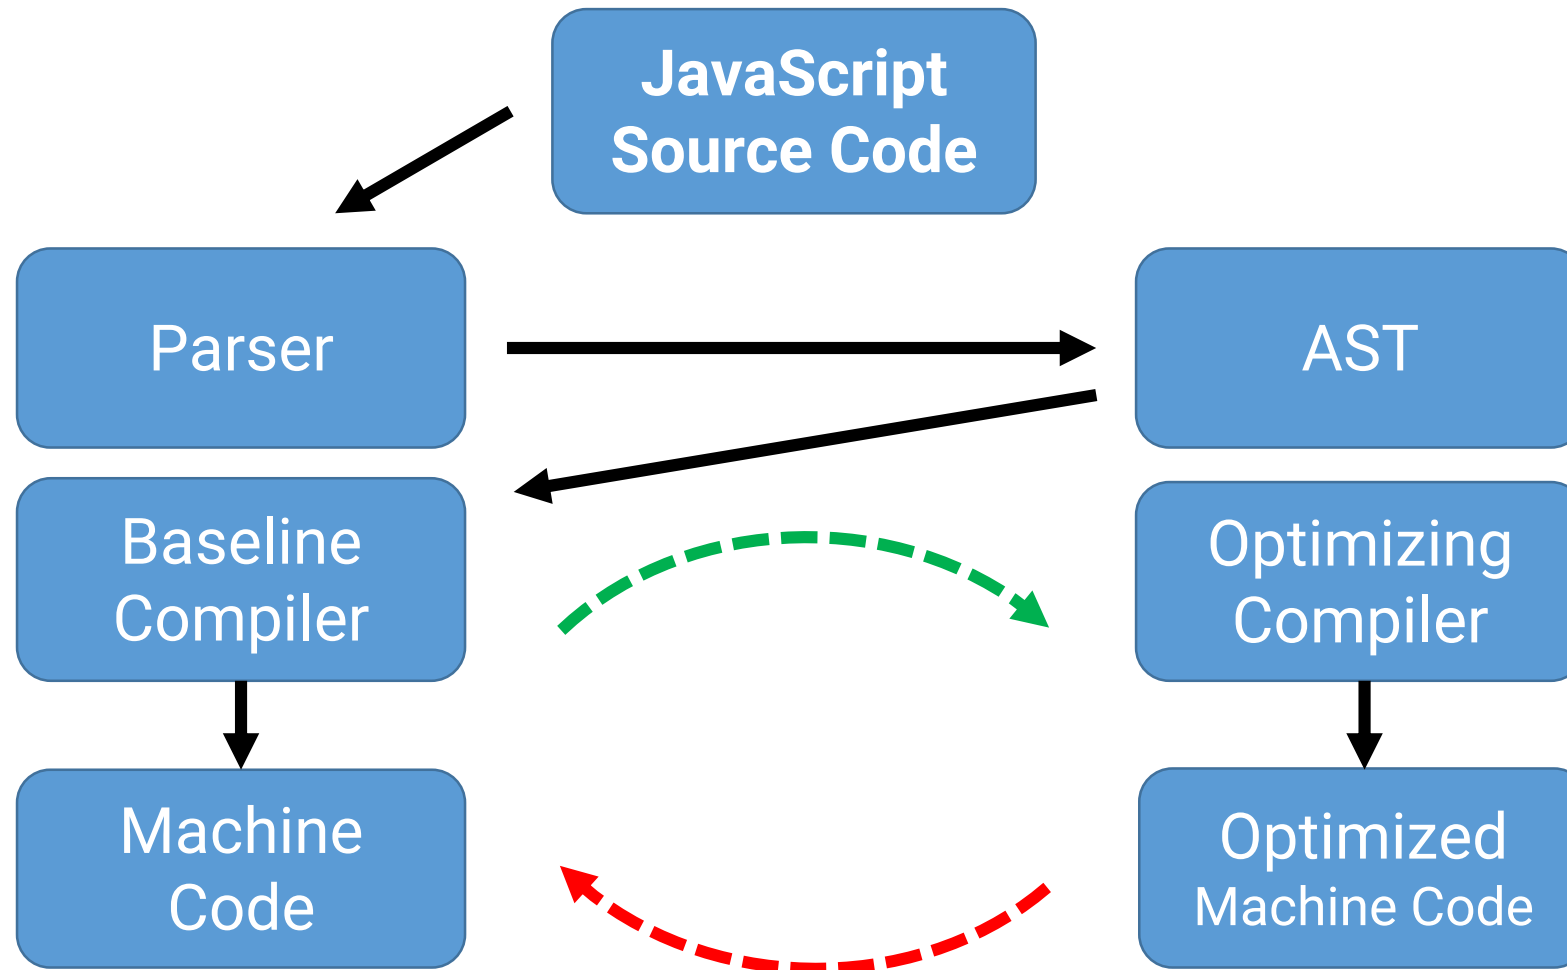 JavaScript
Source Code
Parser
AST
Baseline
Compiler
Optimizing
Compiler
Machine
Code
Optimized
Machine Code